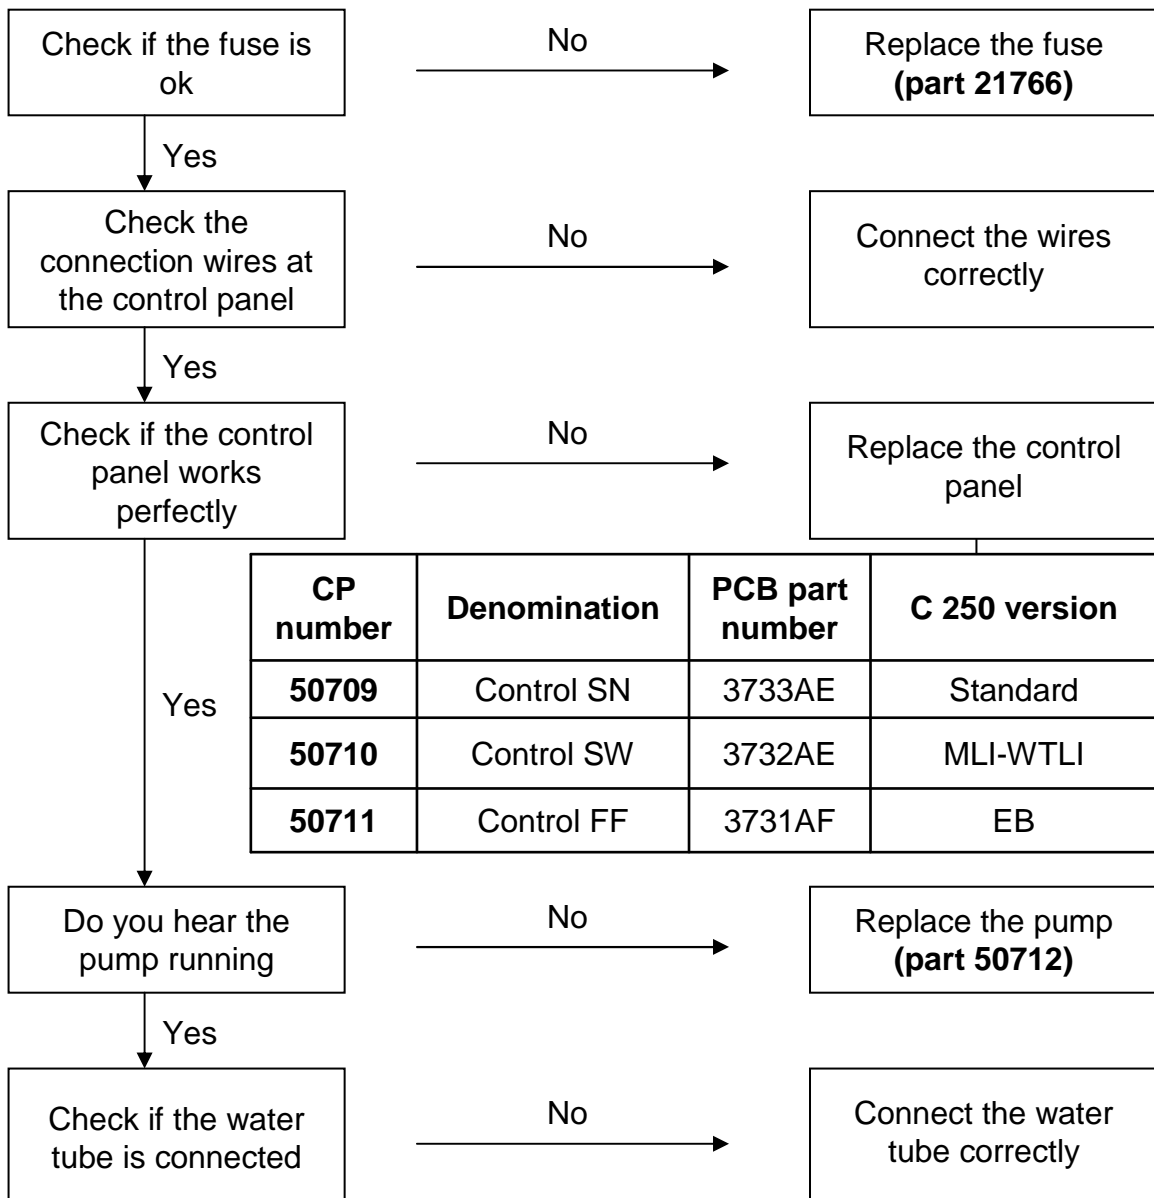 Check if the fuse is
ok
No
Replace the fuse
(part 21766)
Yes
Check the
connection wires at
the control panel
No
Connect the wires
correctly
Yes
Check if the control
panel works
perfectly
No
Replace the control
panel
Yes
CP number Denomination PCB part number C 250 version
50709 Control SN 3733AE Standard
50710 Control SW 3732AE MLI-WTLI
50711 Control FF 3731AF EB
Do you hear the
pump running
No
Replace the pump
(part 50712)
Yes
Check if the water
tube is connected
No
Connect the water
tube correctly